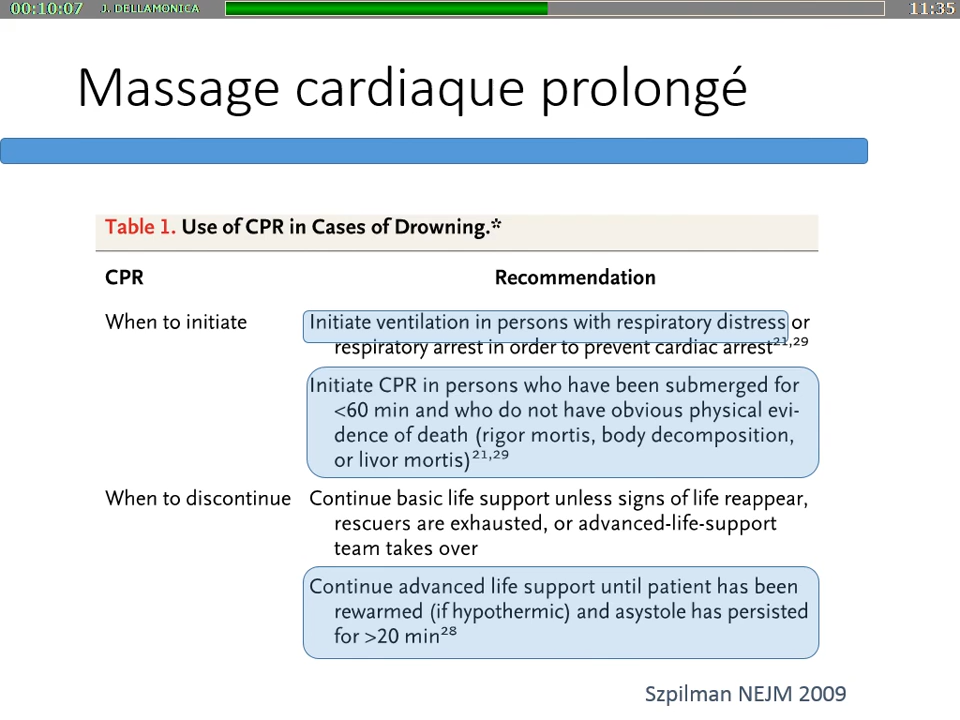 00:10:07 J. DELLAMONICA 11:35
Massage cardiaque prolongé
Table 1. Use of CPR in Cases of Drowning.*
CPR Recommendation
When to initiate Initiate ventilation in persons with respiratory distress or
respiratory arrest in order to prevent cardiac arrest21,29
Initiate CPR in persons who have been submerged for
<60 min and who do not have obvious physical evi-
dence of death (rigor mortis, body decomposition,
or livor mortis)21,29
When to discontinue Continue basic life support unless signs of life reappear,
rescuers are exhausted, or advanced-life-support
team takes over
Continue advanced life support until patient has been
rewarmed (if hypothermic) and asystole has persisted
for >20 min28
Szpilman NEJM 2009